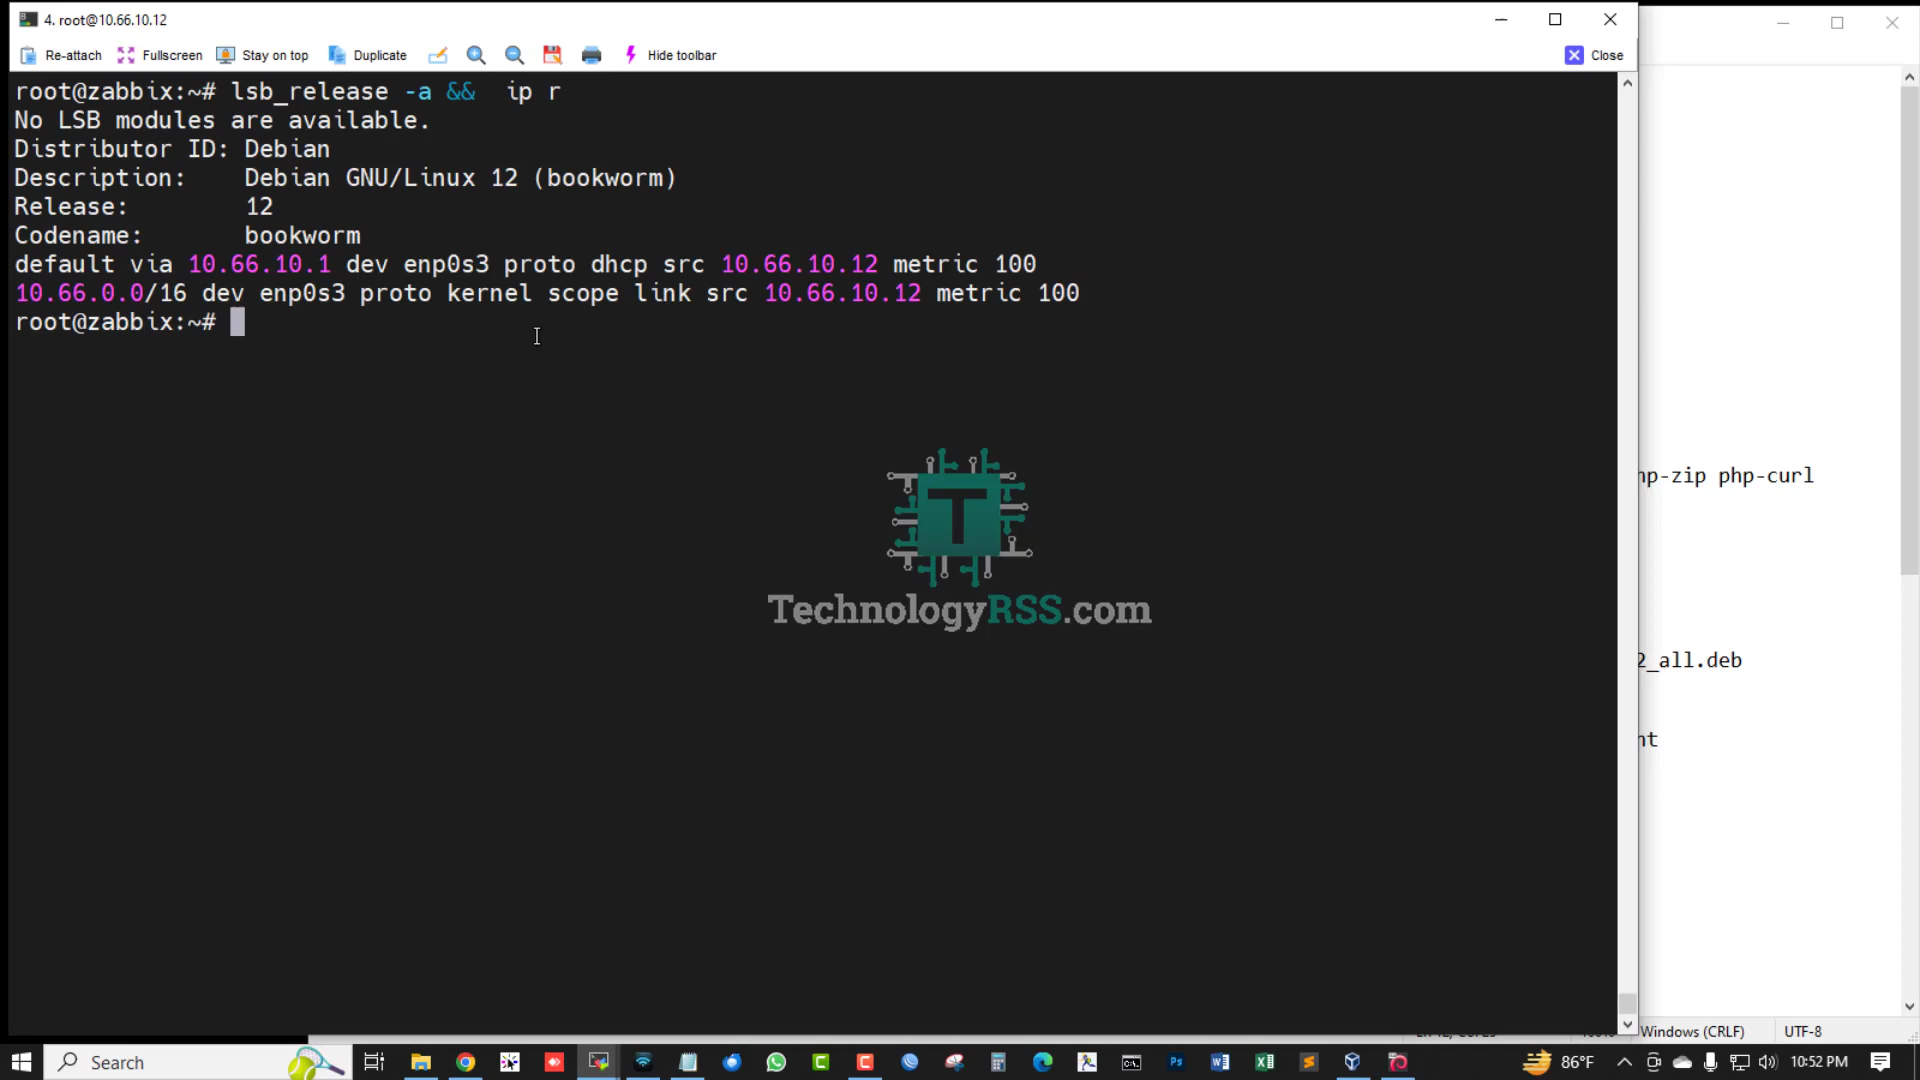 4. root@10.66.10.12
Re-attach Fullscreen Stay on top Duplicate Hide toolbar Close
root@zabbix:~# lsb_release -a &&  ip r
No LSB modules are available.
Distributor ID: Debian
Description:    Debian GNU/Linux 12 (bookworm)
Release:        12
Codename:       bookworm
default via 10.66.10.1 dev enp0s3 proto dhcp src 10.66.10.12 metric 100
10.66.0.0/16 dev enp0s3 proto kernel scope link src 10.66.10.12 metric 100
root@zabbix:~#
php-zip php-curl
2_all.deb
nt
T
TechnologyRSS.com
Windows (CRLF) UTF-8
Search 86°F 10:52 PM